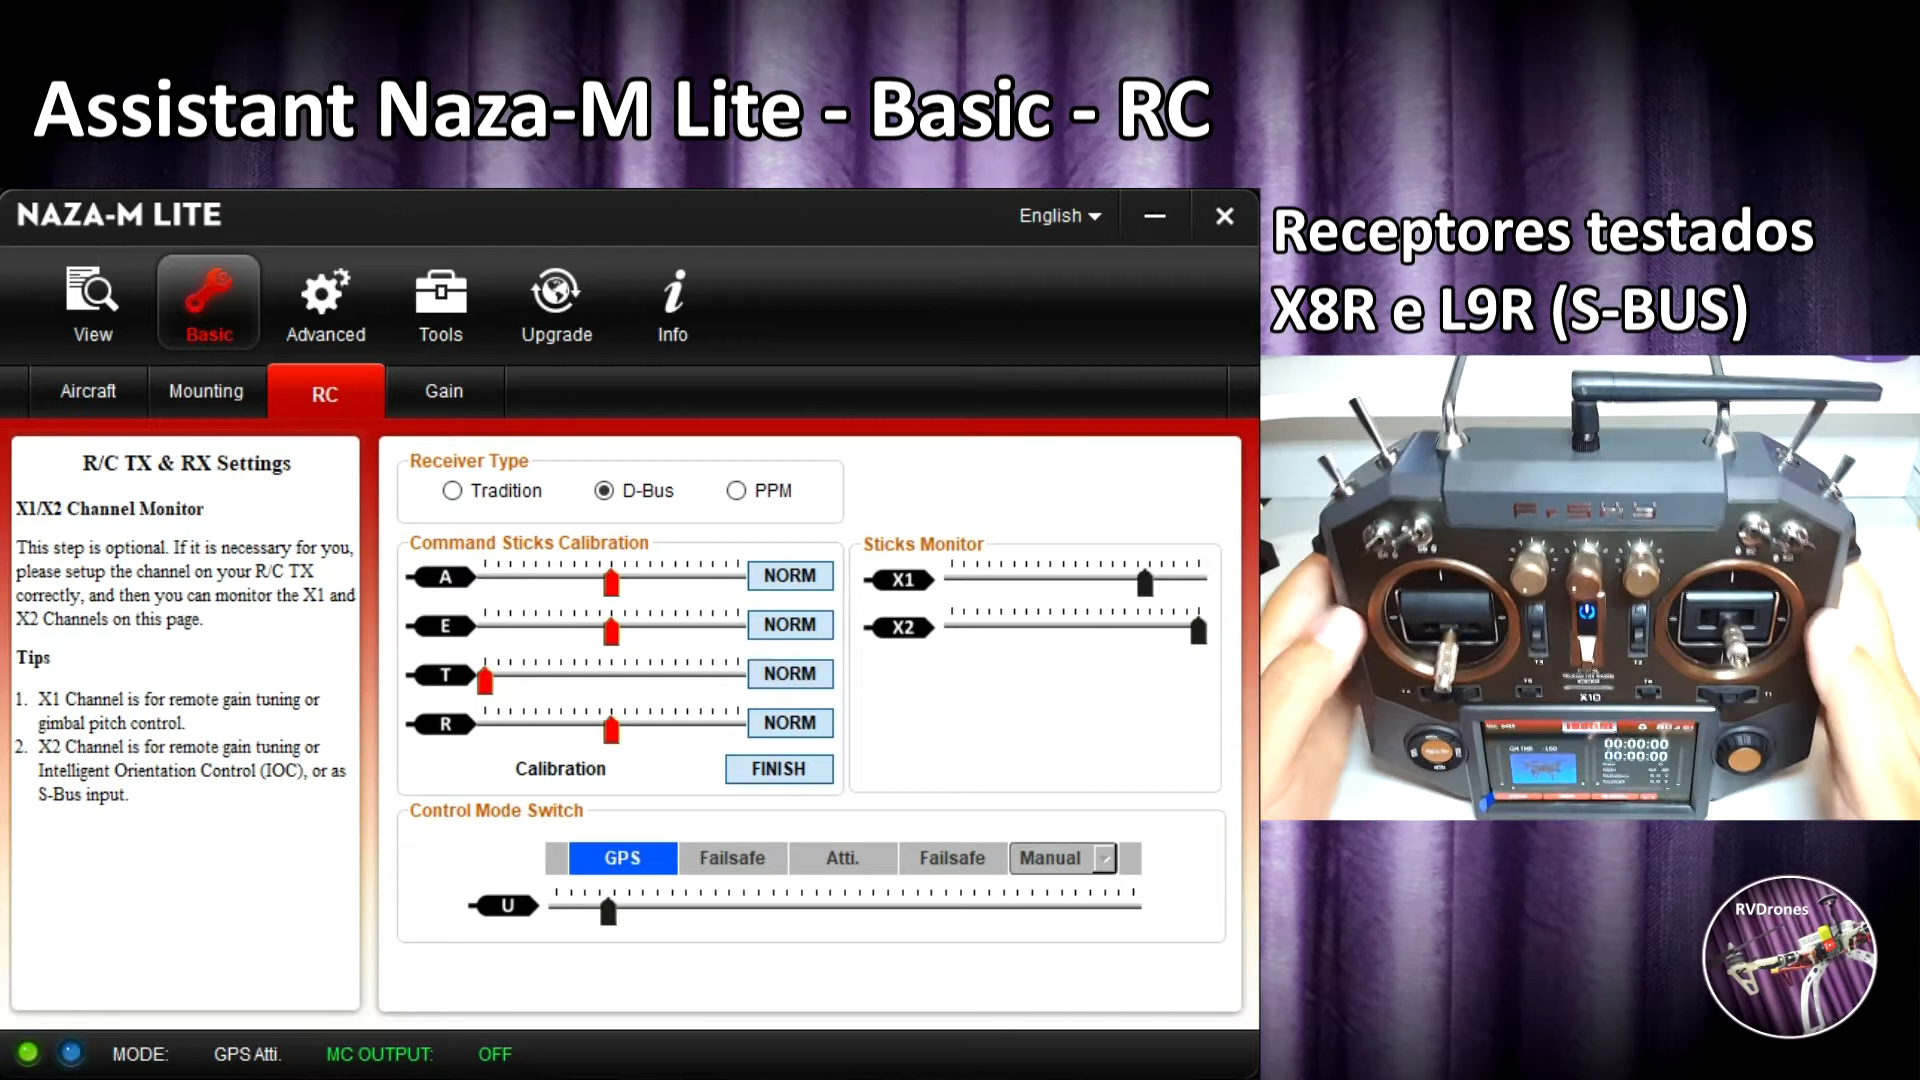 Assistant Naza-M Lite - Basic - RC
NAZA-M LITE
English
Receptores testados
X8R e L9R (S-BUS)
View
Basic
Advanced
Tools
Upgrade
Info
Aircraft
Mounting
RC
Gain
R/C TX & RX Settings
X1/X2 Channel Monitor
This step is optional. If it is necessary for you,
please setup the channel on your R/C TX
correctly, and then you can monitor the X1 and
X2 Channels on this page.
Tips
1. X1 Channel is for remote gain tuning or
gimbal pitch control.
2. X2 Channel is for remote gain tuning or
Intelligent Orientation Control (IOC), or as
S-Bus input.
Receiver Type
Tradition
D-Bus
PPM
Command Sticks Calibration
A
NORM
E
NORM
T
NORM
R
NORM
Calibration
FINISH
Sticks Monitor
X1
X2
Control Mode Switch
GPS
Failsafe
Atti.
Failsafe
Manual
U
MODE:
GPS Atti.
MC OUTPUT:
OFF
FrSKY
X10
00:00:00
00:00:00
RVDrones